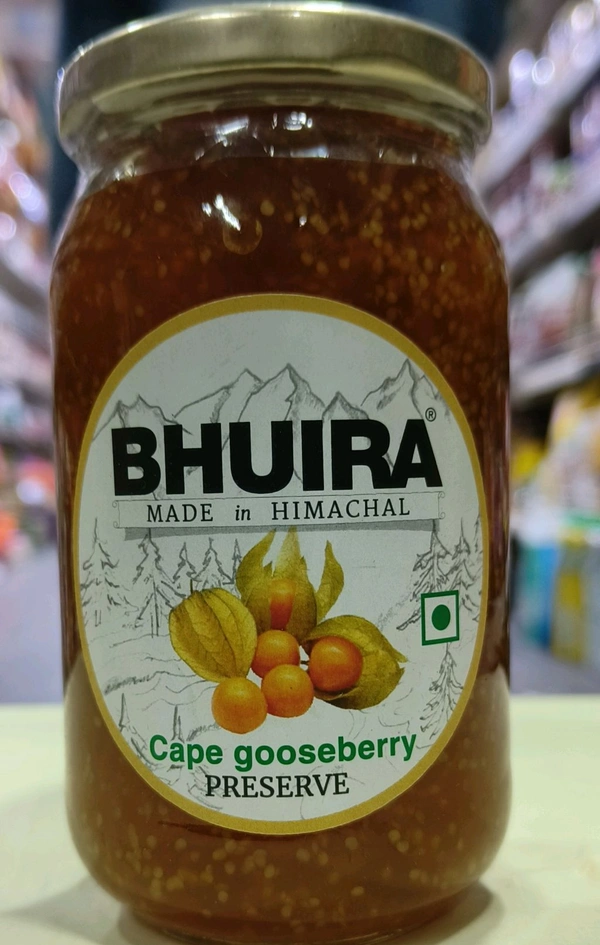 BHUIRA®
MADE in HIMACHAL
Cape gooseberry
PRESERVE